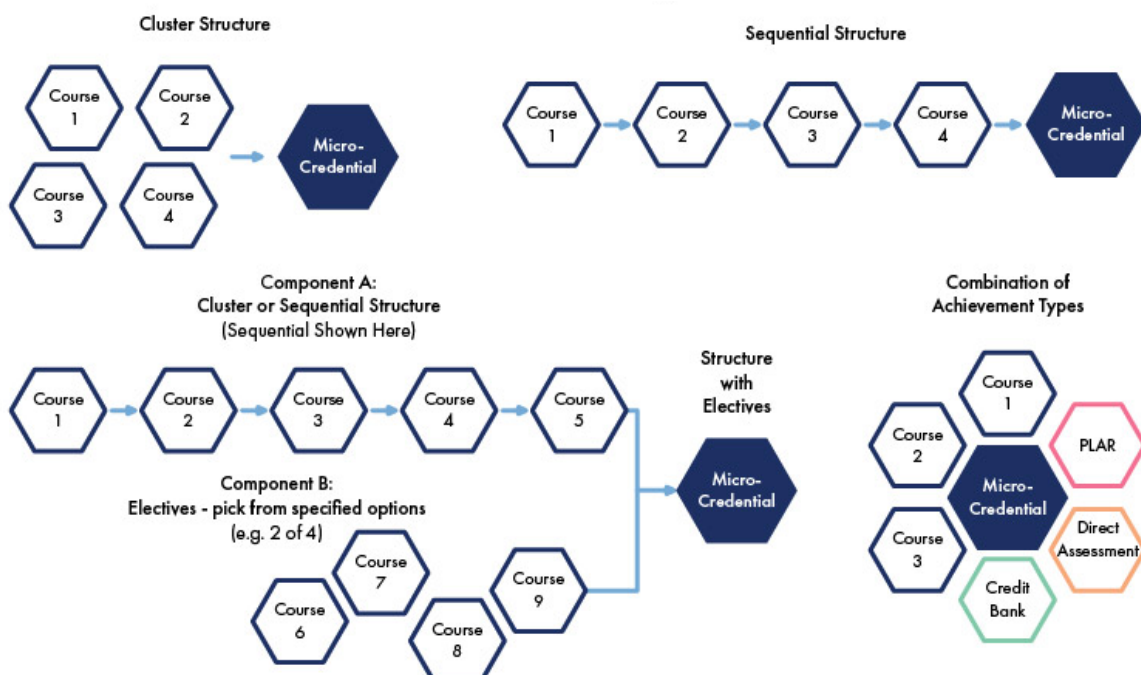 Cluster Structure
Course
1
Course
2
Course
3
Course
4
Micro-
Credential
Sequential Structure
Course
1
Course
2
Course
3
Course
4
Micro-
Credential
Component A:
Cluster or Sequential Structure
(Sequential Shown Here)
Course
1
Course
2
Course
3
Course
4
Course
5
Component B:
Electives - pick from specified options
(e.g. 2 of 4)
Course
6
Course
7
Course
8
Course
9
Structure
with
Electives
Micro-
Credential
Combination of
Achievement Types
Course
1
Course
2
Course
3
PLAR
Micro-
Credential
Direct
Assessment
Credit
Bank